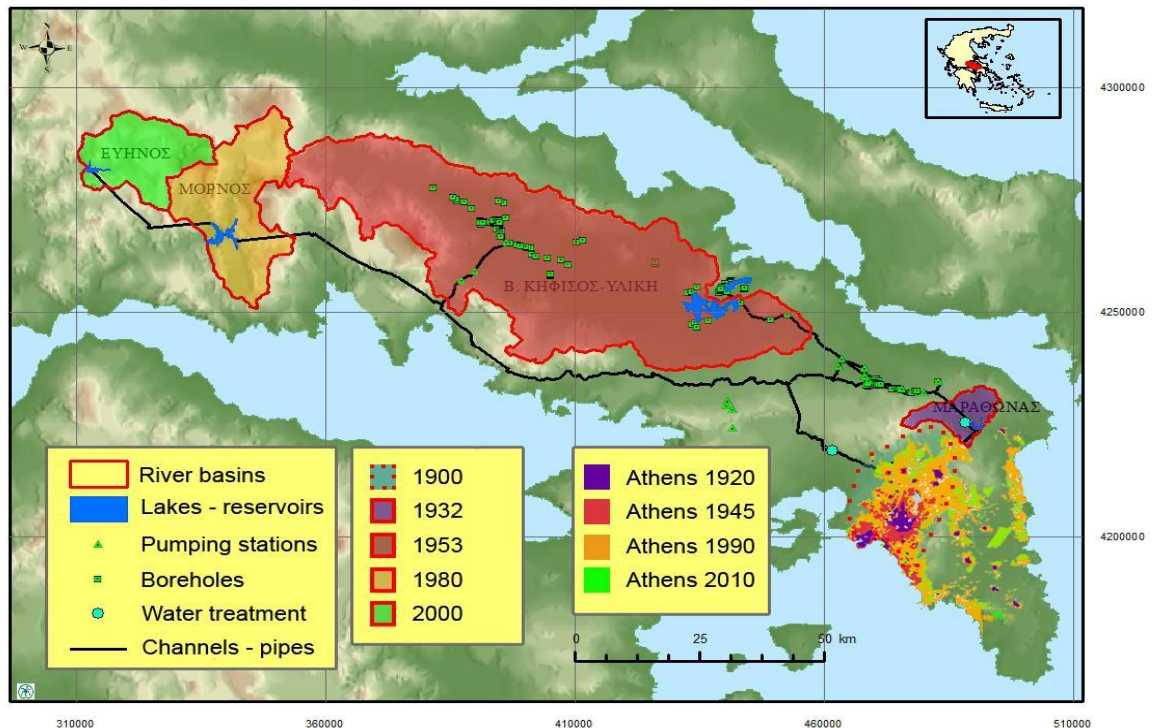 N
W E
S
4300000
4250000
4200000
ΕΥΗΝΟΣ
ΜΟΡΝΟΣ
Β. ΚΗΦΙΣΟΣ-ΥΛΙΚΗ
ΜΑΡΑΘΩΝΑΣ
River basins
Lakes - reservoirs
Pumping stations
Boreholes
Water treatment
Channels - pipes
1900
1932
1953
1980
2000
Athens 1920
Athens 1945
Athens 1990
Athens 2010
0 25 50 km
310000 360000 410000 460000 510000